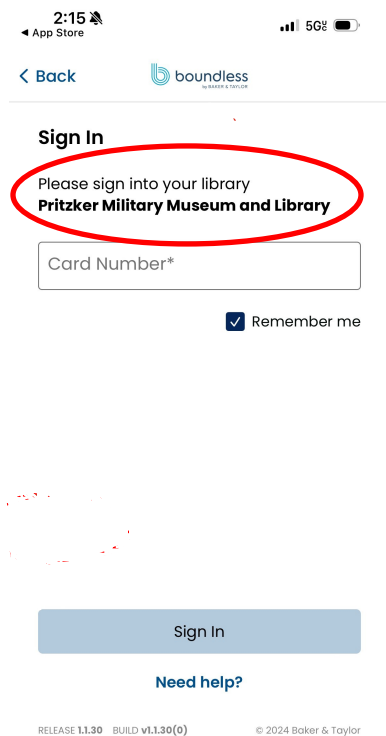 2:15
◀ App Store
5G
Back
boundless
by BAKER & TAYLOR
Sign In
Please sign into your library
Pritzker Military Museum and Library
Card Number*
Remember me
Sign In
Need help?
RELEASE 1.1.30 BUILD v1.1.30(0) © 2024 Baker & Taylor